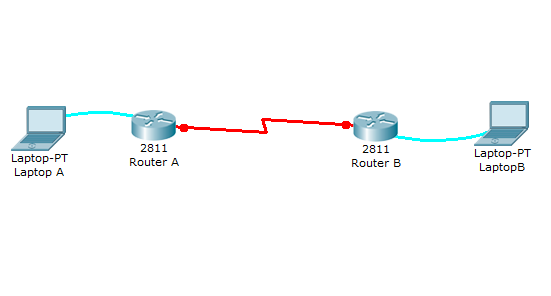 Laptop-PT
Laptop A
2811
Router A
2811
Router B
Laptop-PT
LaptopB